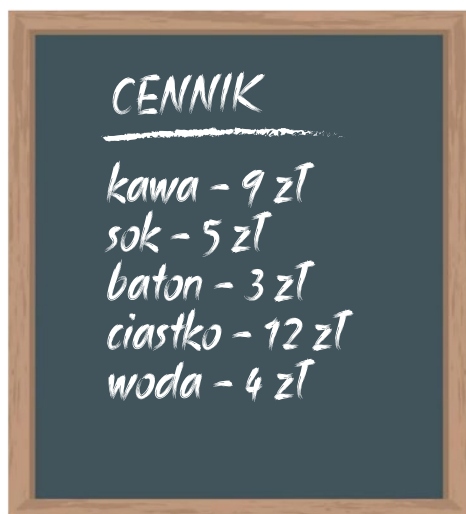 CENNIK
kawa - 9 zł
sok - 5 zł
baton - 3 zł
ciastko - 12 zł
woda - 4 zł